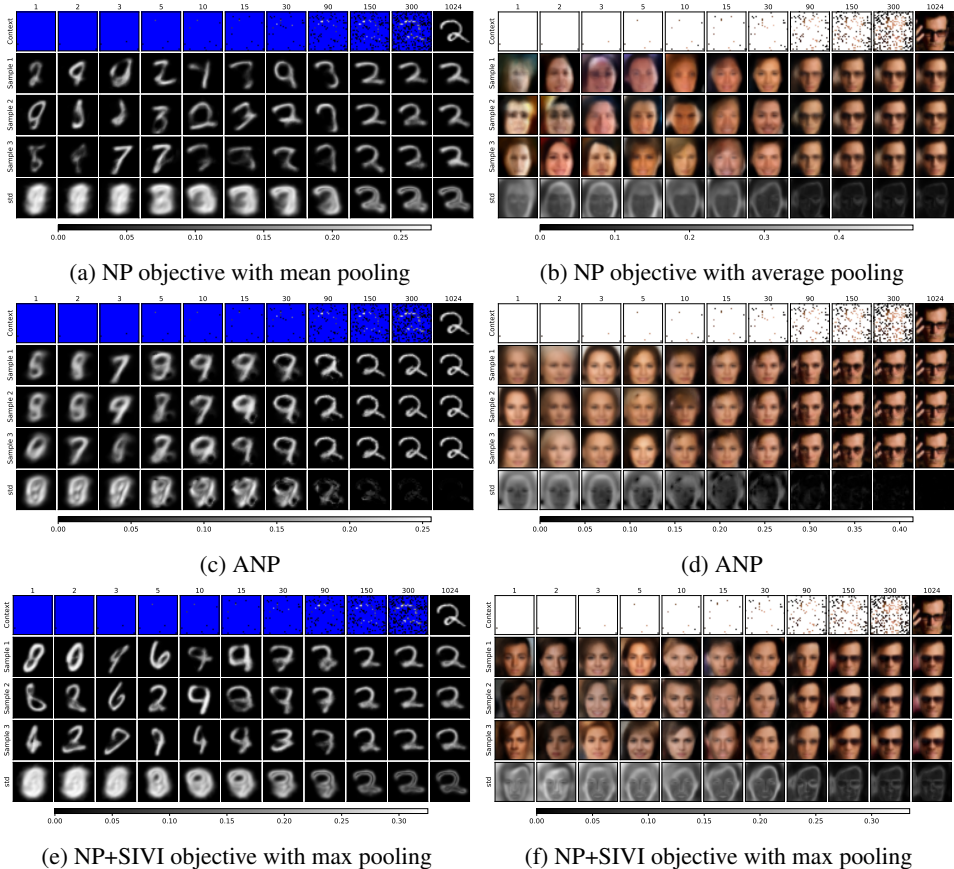 1 2 3 5 10 15 30 90 150 300 1024
Context
Sample 1
Sample 2
Sample 3
std
0.00 0.05 0.10 0.15 0.20 0.25
(a) NP objective with mean pooling
1 2 3 5 10 15 30 90 150 300 1024
Context
Sample 1
Sample 2
Sample 3
std
0.0 0.1 0.2 0.3 0.4
(b) NP objective with average pooling
1 2 3 5 10 15 30 90 150 300 1024
Context
Sample 1
Sample 2
Sample 3
std
0.00 0.05 0.10 0.15 0.20 0.25
(c) ANP
1 2 3 5 10 15 30 90 150 300 1024
Context
Sample 1
Sample 2
Sample 3
std
0.00 0.05 0.10 0.15 0.20 0.25 0.30 0.35 0.40
(d) ANP
1 2 3 5 10 15 30 90 150 300 1024
Context
Sample 1
Sample 2
Sample 3
std
0.00 0.05 0.10 0.15 0.20 0.25 0.30
(e) NP+SIVI objective with max pooling
1 2 3 5 10 15 30 90 150 300 1024
Context
Sample 1
Sample 2
Sample 3
std
0.00 0.05 0.10 0.15 0.20 0.25 0.30
(f) NP+SIVI objective with max pooling